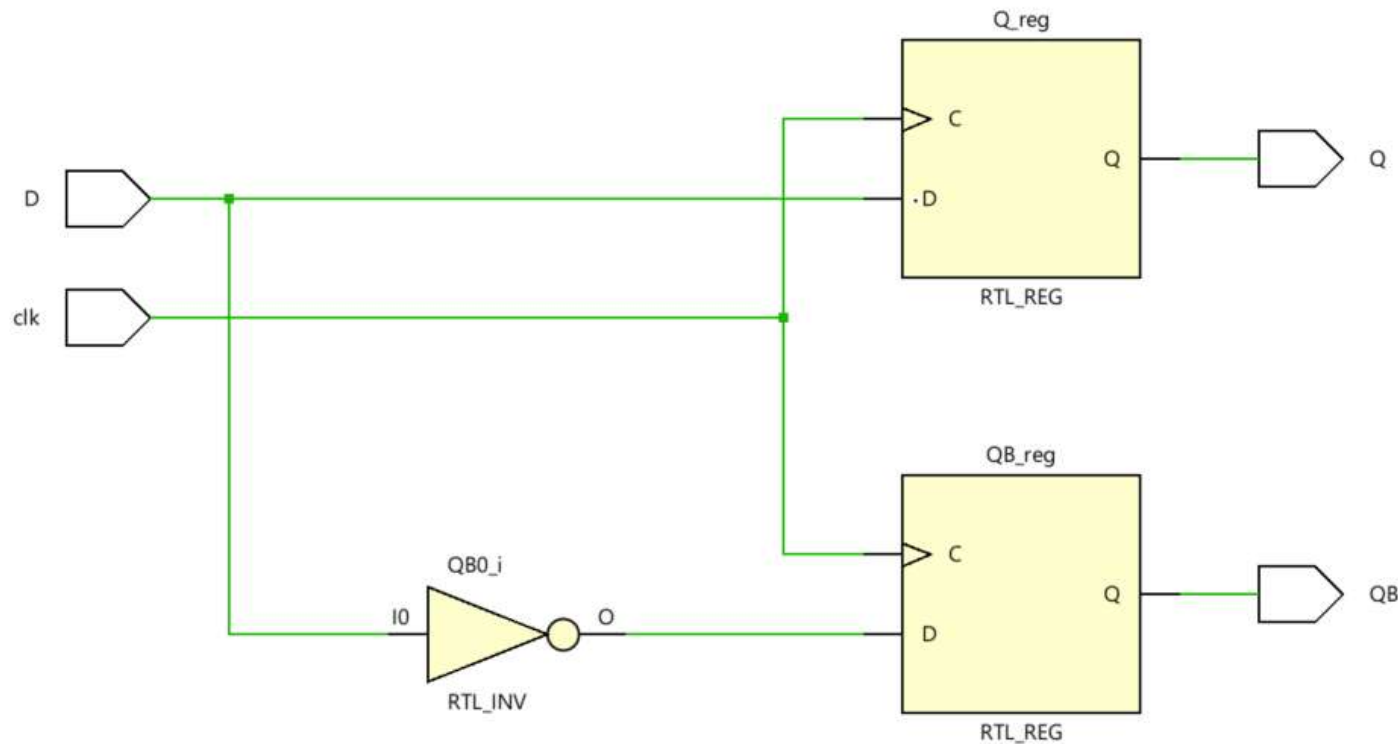 Q_reg
C
Q
Q
D
D
RTL_REG
clk
QB_reg
QB0_i
C
Q
QB
I0
O
D
RTL_INV
RTL_REG